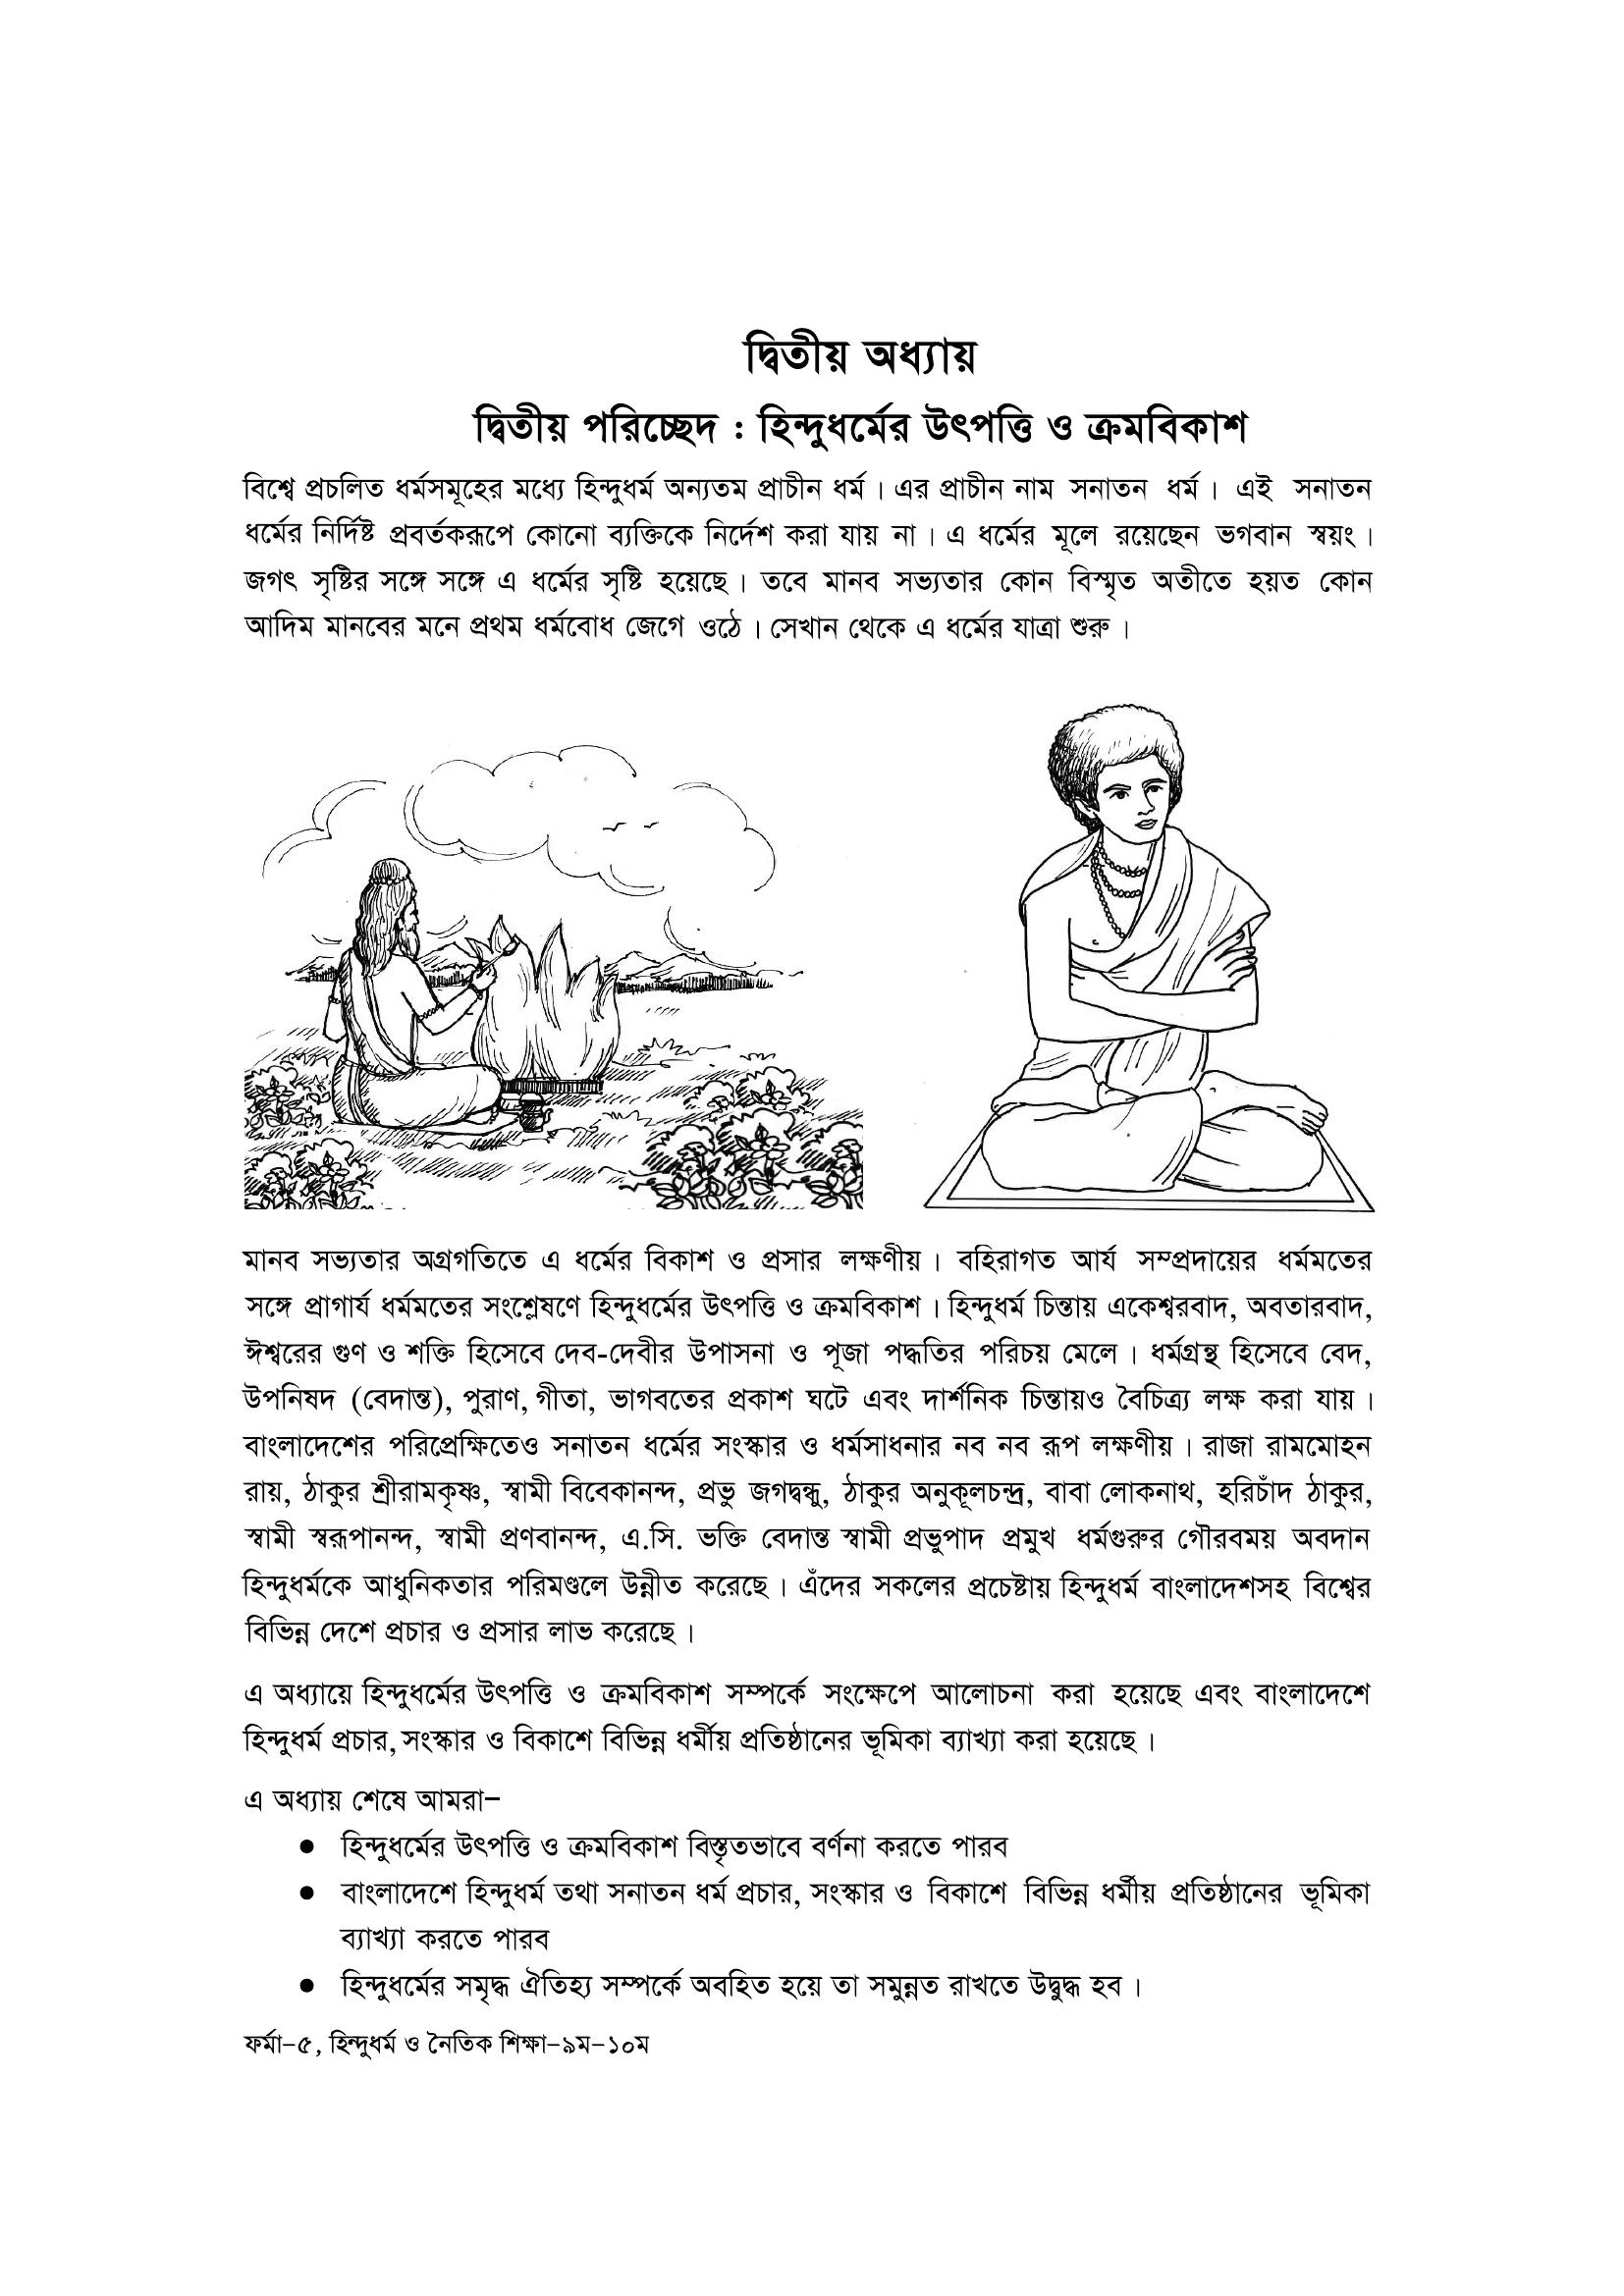 দ্বিতীয় অধ্যায়
দ্বিতীয় পরিচ্ছেদ : হিন্দুধর্মের উৎপত্তি ও ক্রমবিকাশ
বিশ্বে প্রচলিত ধর্মসমূহের মধ্যে হিন্দুধর্ম অন্যতম প্রাচীন ধর্ম। এর প্রাচীন নাম সনাতন ধর্ম। এই সনাতন
ধর্মের নির্দিষ্ট প্রবর্তকরূপে কোনো ব্যক্তিকে নির্দেশ করা যায় না। এ ধর্মের মূলে রয়েছেন ভগবান স্বয়ং।
জগৎ সৃষ্টির সঙ্গে সঙ্গে এ ধর্মের সৃষ্টি হয়েছে। তবে মানব সভ্যতার কোন বিস্মৃত অতীতে হয়ত কোন
আদিম মানবের মনে প্রথম ধর্মবোধ জেগে ওঠে। সেখান থেকে এ ধর্মের যাত্রা শুরু।
মানব সভ্যতার অগ্রগতিতে এ ধর্মের বিকাশ ও প্রসার লক্ষণীয়। বহিরাগত আর্য সম্প্রদায়ের ধর্মমতের
সঙ্গে প্রাগার্য ধর্মমতের সংশ্লেষণে হিন্দুধর্মের উৎপত্তি ও ক্রমবিকাশ। হিন্দুধর্ম চিন্তায় একেশ্বরবাদ, অবতারবাদ,
ঈশ্বরের গুণ ও শক্তি হিসেবে দেব-দেবীর উপাসনা ও পূজা পদ্ধতির পরিচয় মেলে। ধর্মগ্রন্থ হিসেবে বেদ,
উপনিষদ (বেদান্ত), পুরাণ, গীতা, ভাগবতের প্রকাশ ঘটে এবং দার্শনিক চিন্তায়ও বৈচিত্র্য লক্ষ করা যায়।
বাংলাদেশের পরিপ্রেক্ষিতেও সনাতন ধর্মের সংস্কার ও ধর্মসাধনার নব নব রূপ লক্ষণীয়। রাজা রামমোহন
রায়, ঠাকুর শ্রীরামকৃষ্ণ, স্বামী বিবেকানন্দ, প্রভু জগদ্বন্ধু, ঠাকুর অনুকূলচন্দ্র, বাবা লোকনাথ, হরিচাঁদ ঠাকুর,
স্বামী স্বরূপানন্দ, স্বামী প্রণবানন্দ, এ.সি. ভক্তি বেদান্ত স্বামী প্রভুপাদ প্রমুখ ধর্মগুরুর গৌরবময় অবদান
হিন্দুধর্মকে আধুনিকতার পরিমণ্ডলে উন্নীত করেছে। এঁদের সকলের প্রচেষ্টায় হিন্দুধর্ম বাংলাদেশসহ বিশ্বের
বিভিন্ন দেশে প্রচার ও প্রসার লাভ করেছে।
এ অধ্যায়ে হিন্দুধর্মের উৎপত্তি ও ক্রমবিকাশ সম্পর্কে সংক্ষেপে আলোচনা করা হয়েছে এবং বাংলাদেশে
হিন্দুধর্ম প্রচার, সংস্কার ও বিকাশে বিভিন্ন ধর্মীয় প্রতিষ্ঠানের ভূমিকা ব্যাখ্যা করা হয়েছে।
এ অধ্যায় শেষে আমরা–
● হিন্দুধর্মের উৎপত্তি ও ক্রমবিকাশ বিস্তৃতভাবে বর্ণনা করতে পারব
● বাংলাদেশে হিন্দুধর্ম তথা সনাতন ধর্ম প্রচার, সংস্কার ও বিকাশে বিভিন্ন ধর্মীয় প্রতিষ্ঠানের ভূমিকা
ব্যাখ্যা করতে পারব
● হিন্দুধর্মের সমৃদ্ধ ঐতিহ্য সম্পর্কে অবহিত হয়ে তা সমুন্নত রাখতে উদ্বুদ্ধ হব।
ফর্মা–৫, হিন্দুধর্ম ও নৈতিক শিক্ষা–৯ম–১০ম